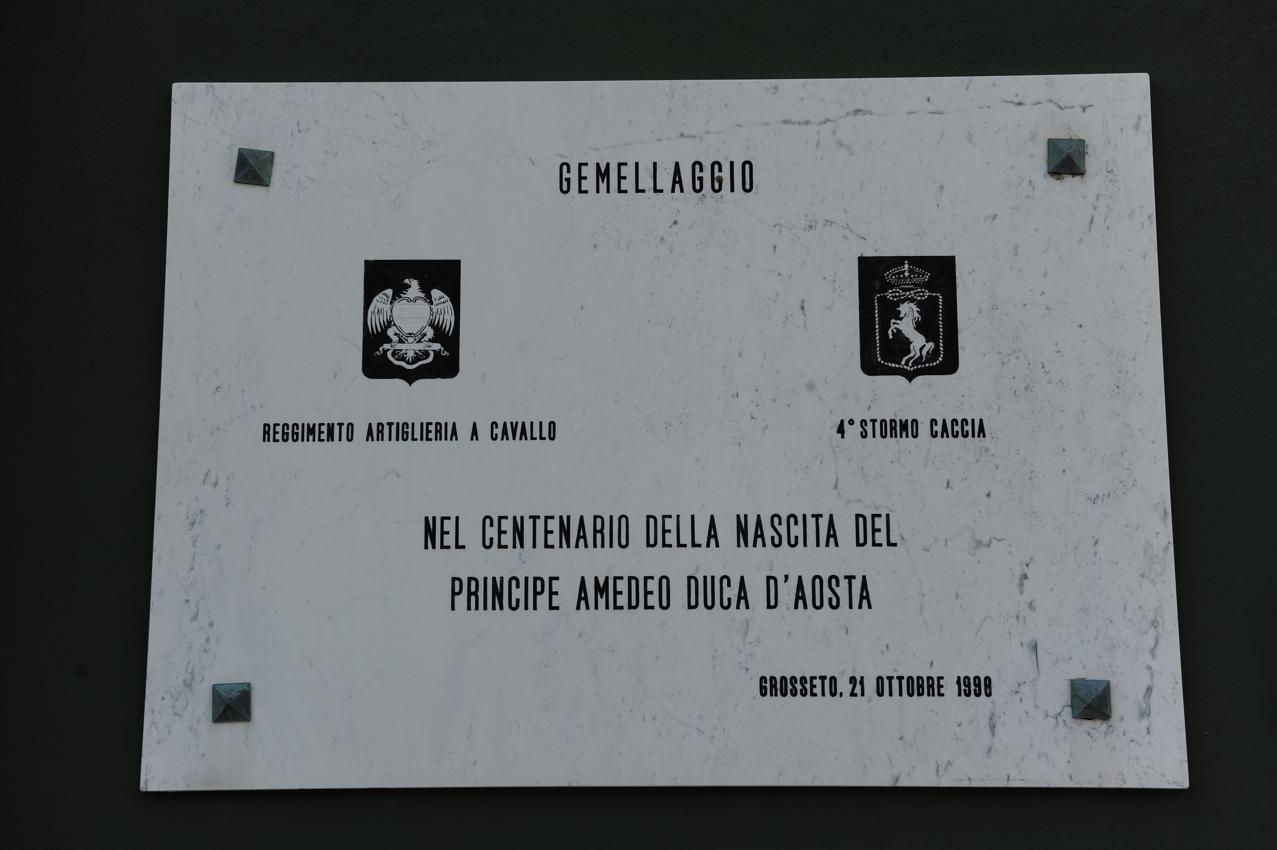 GEMELLAGGIO
REGGIMENTO ARTIGLIERIA A CAVALLO
4° STORMO CACCIA
NEL CENTENARIO DELLA NASCITA DEL
PRINCIPE AMEDEO DUCA D'AOSTA
GROSSETO, 21 OTTOBRE 1998